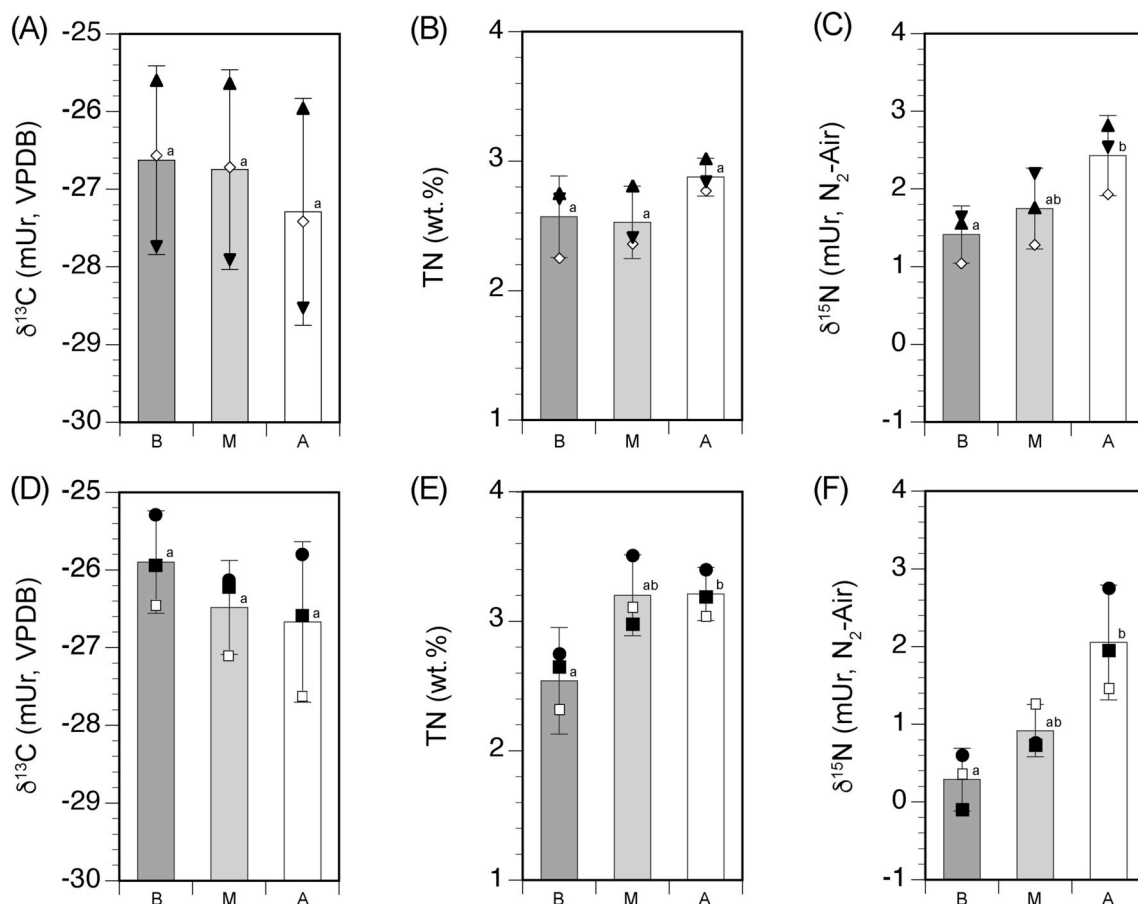 (A)
-25
-26
-27
-28
-29
-30
δ13C (mUr, VPDB)
a
a
a
B M A
(B)
4
3
2
1
TN (wt.%)
a
a
a
B M A
(C)
4
3
2
1
0
-1
δ15N (mUr, N2-Air)
a
ab
b
B M A
(D)
-25
-26
-27
-28
-29
-30
δ13C (mUr, VPDB)
a
a
a
B M A
(E)
4
3
2
1
TN (wt.%)
a
ab
b
B M A
(F)
4
3
2
1
0
-1
δ15N (mUr, N2-Air)
a
ab
b
B M A